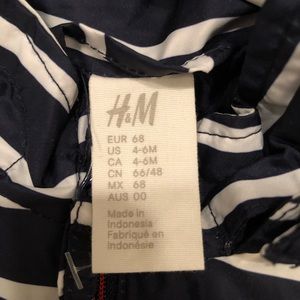 H&M
EUR 68
US 4-6M
CA 4-6M
CN 66/48
MX 68
AUS 00
Made in
Indonesia
Fabriqué en
Indonésie